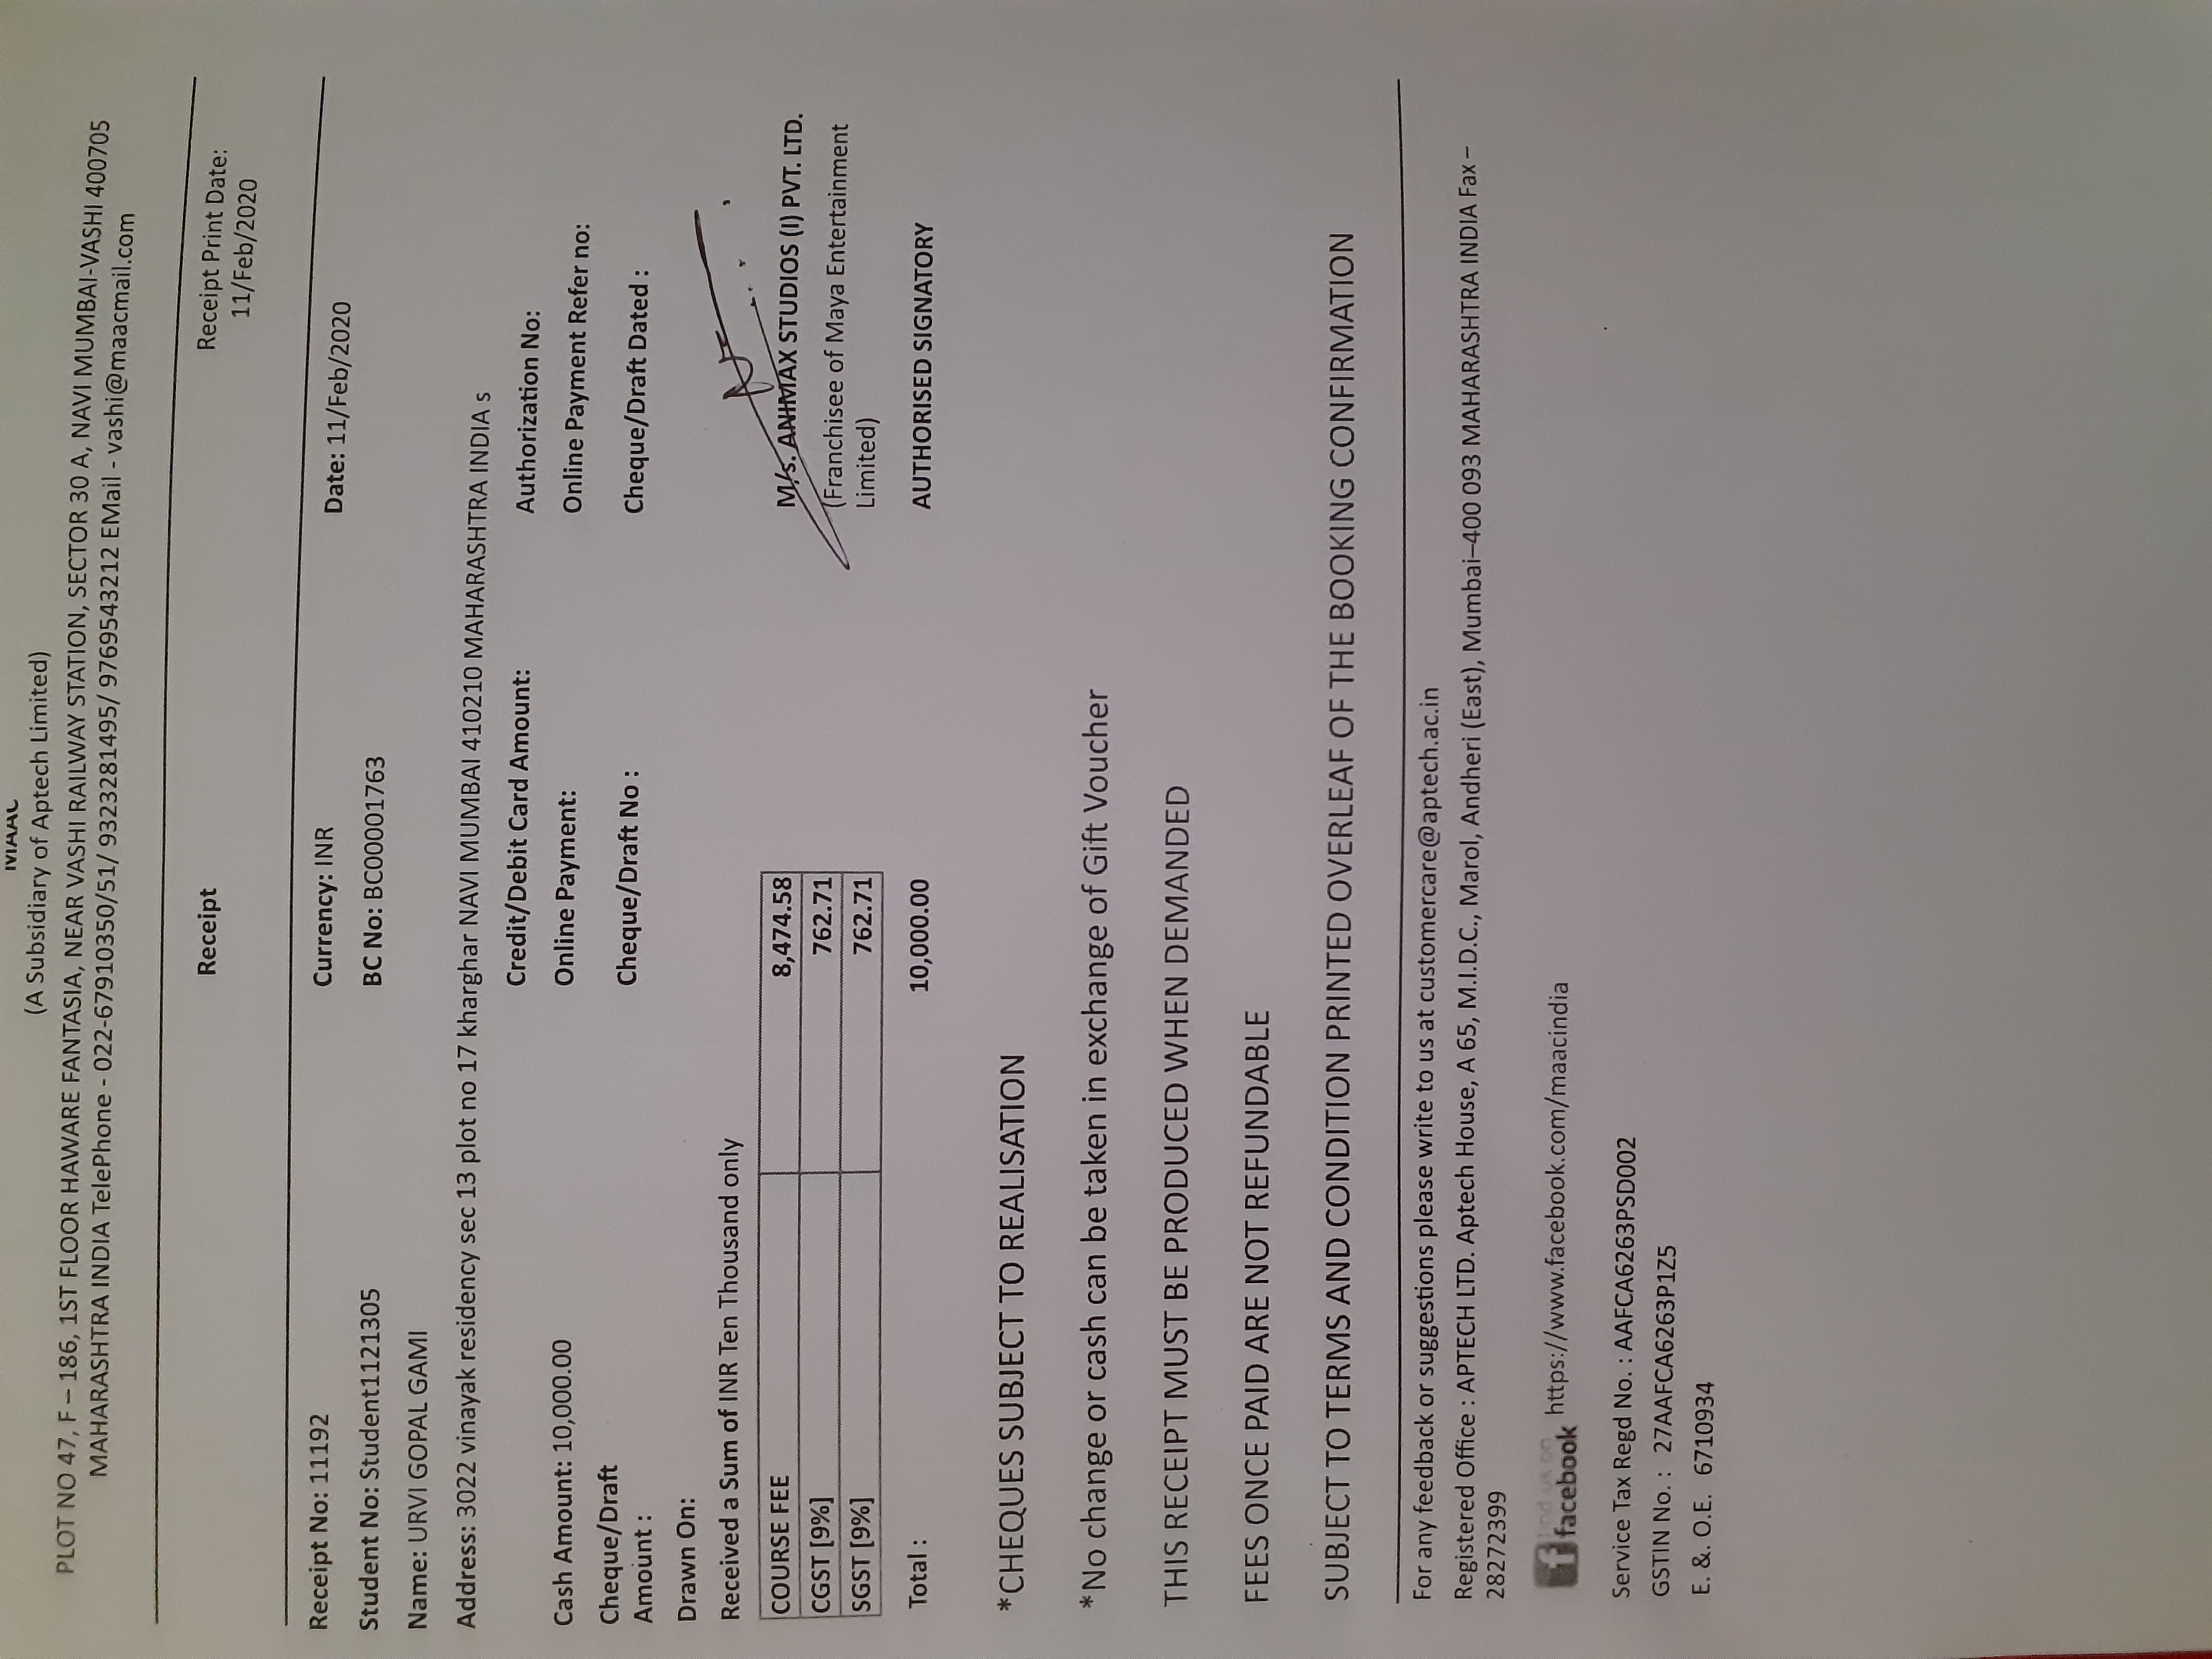 MAAC
(A Subsidiary of Aptech Limited)
PLOT NO 47, F – 186, 1ST FLOOR HAWARE FANTASIA, NEAR VASHI RAILWAY STATION, SECTOR 30 A, NAVI MUMBAI-VASHI 400705
MAHARASHTRA INDIA TelePhone - 022-67910350/51/ 9323281495/ 9769543212 EMail - vashi@maacmail.com
Receipt Receipt Print Date:
11/Feb/2020
Receipt No: 11192 Currency: INR Date: 11/Feb/2020
Student No: Student1121305 BC No: BC00001763
Name: URVI GOPAL GAMI
Address: 3022 vinayak residency sec 13 plot no 17 kharghar NAVI MUMBAI 410210 MAHARASHTRA INDIA s
Credit/Debit Card Amount: Authorization No:
Cash Amount: 10,000.00 Online Payment: Online Payment Refer no:
Cheque/Draft
Amount : Cheque/Draft No : Cheque/Draft Dated :
Drawn On:
Received a Sum of INR Ten Thousand only
COURSE FEE 8,474.58
CGST [9%] 762.71
SGST [9%] 762.71
M/s. ANIMAX STUDIOS (I) PVT. LTD.
(Franchisee of Maya Entertainment
Limited)
Total : 10,000.00 AUTHORISED SIGNATORY
*CHEQUES SUBJECT TO REALISATION
*No change or cash can be taken in exchange of Gift Voucher
THIS RECEIPT MUST BE PRODUCED WHEN DEMANDED
FEES ONCE PAID ARE NOT REFUNDABLE
SUBJECT TO TERMS AND CONDITION PRINTED OVERLEAF OF THE BOOKING CONFIRMATION
For any feedback or suggestions please write to us at customercare@aptech.ac.in
Registered Office : APTECH LTD. Aptech House, A 65, M.I.D.C., Marol, Andheri (East), Mumbai–400 093 MAHARASHTRA INDIA Fax –
28272399
find us on
facebook https://www.facebook.com/maacindia
Service Tax Regd No. : AAFCA6263PSD002
GSTIN No. : 27AAFCA6263P1Z5
E. &. O.E. 6710934